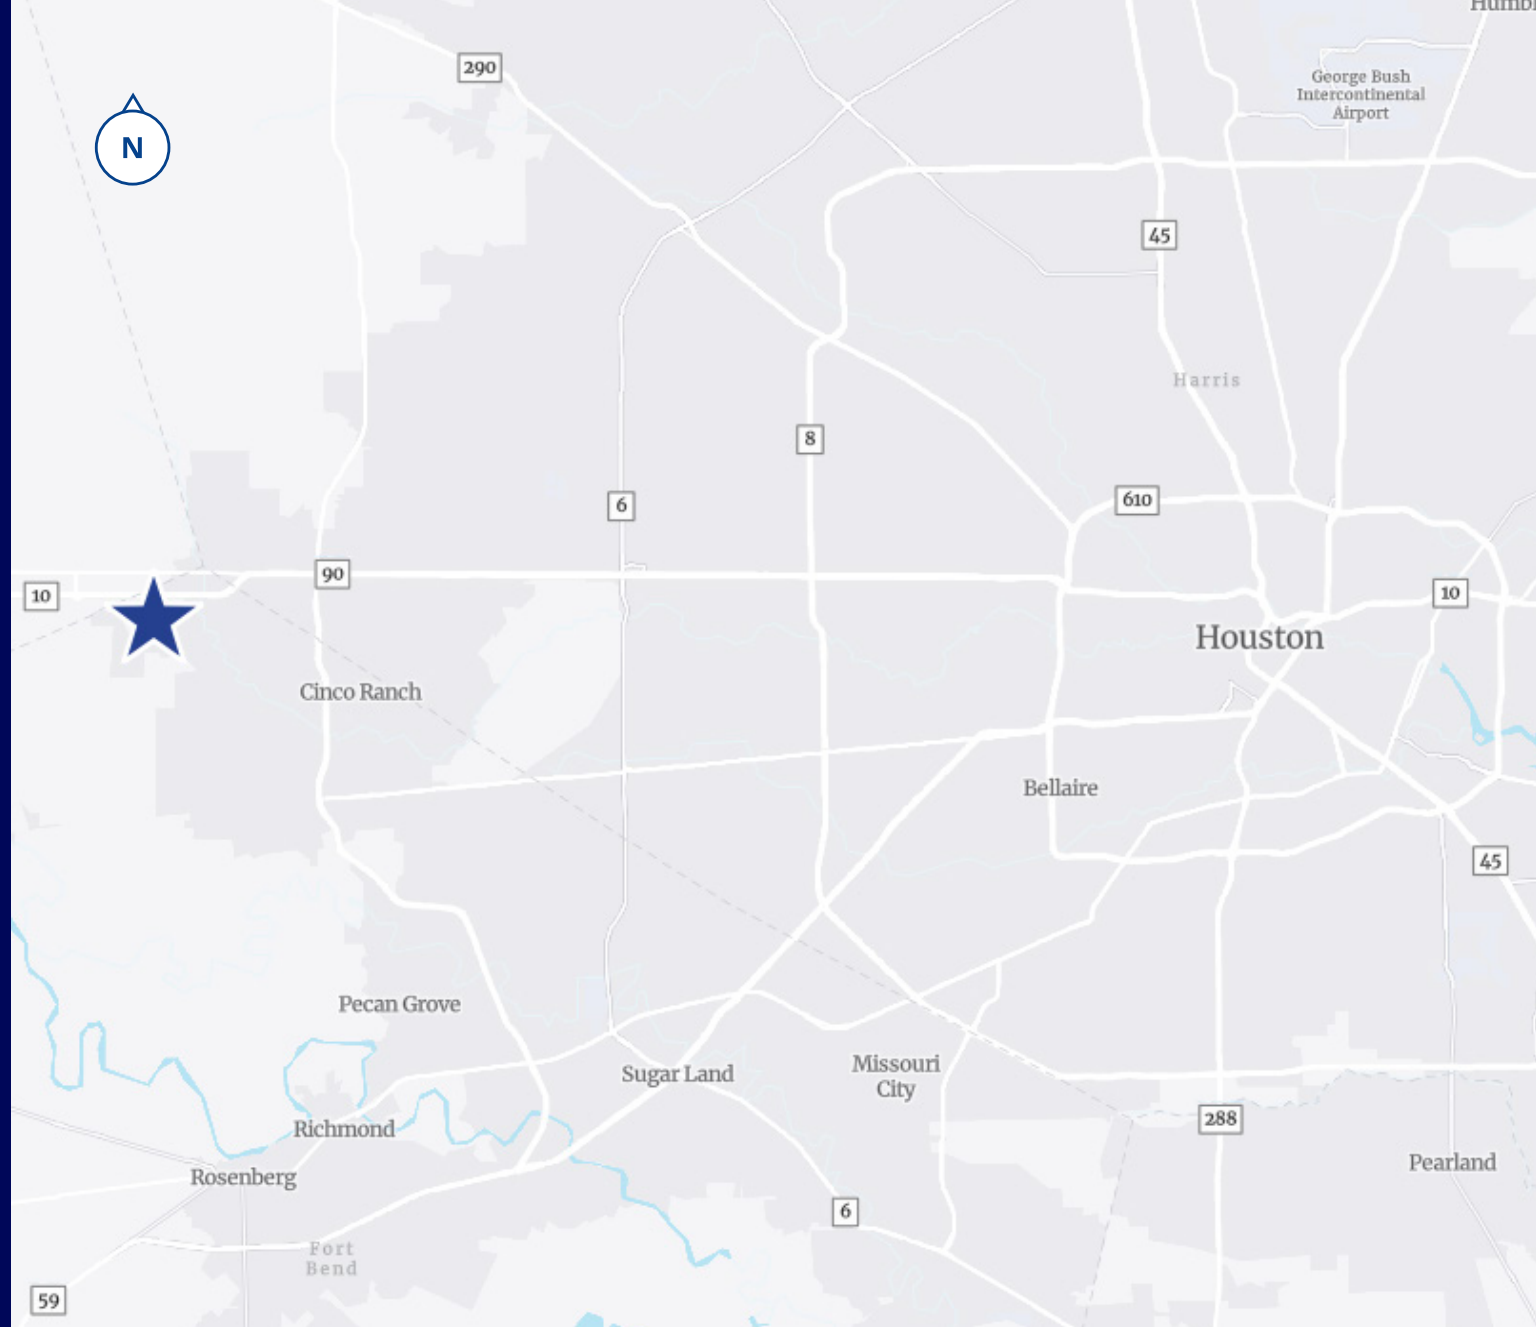 Humbl
290
George Bush
Intercontinental
Airport
N
45
Harris
8
610
6
90
10
10
Houston
Cinco Ranch
Bellaire
45
Pecan Grove
Sugar Land
Missouri
City
288
Richmond
Pearland
Rosenberg
6
Fort
Bend
59